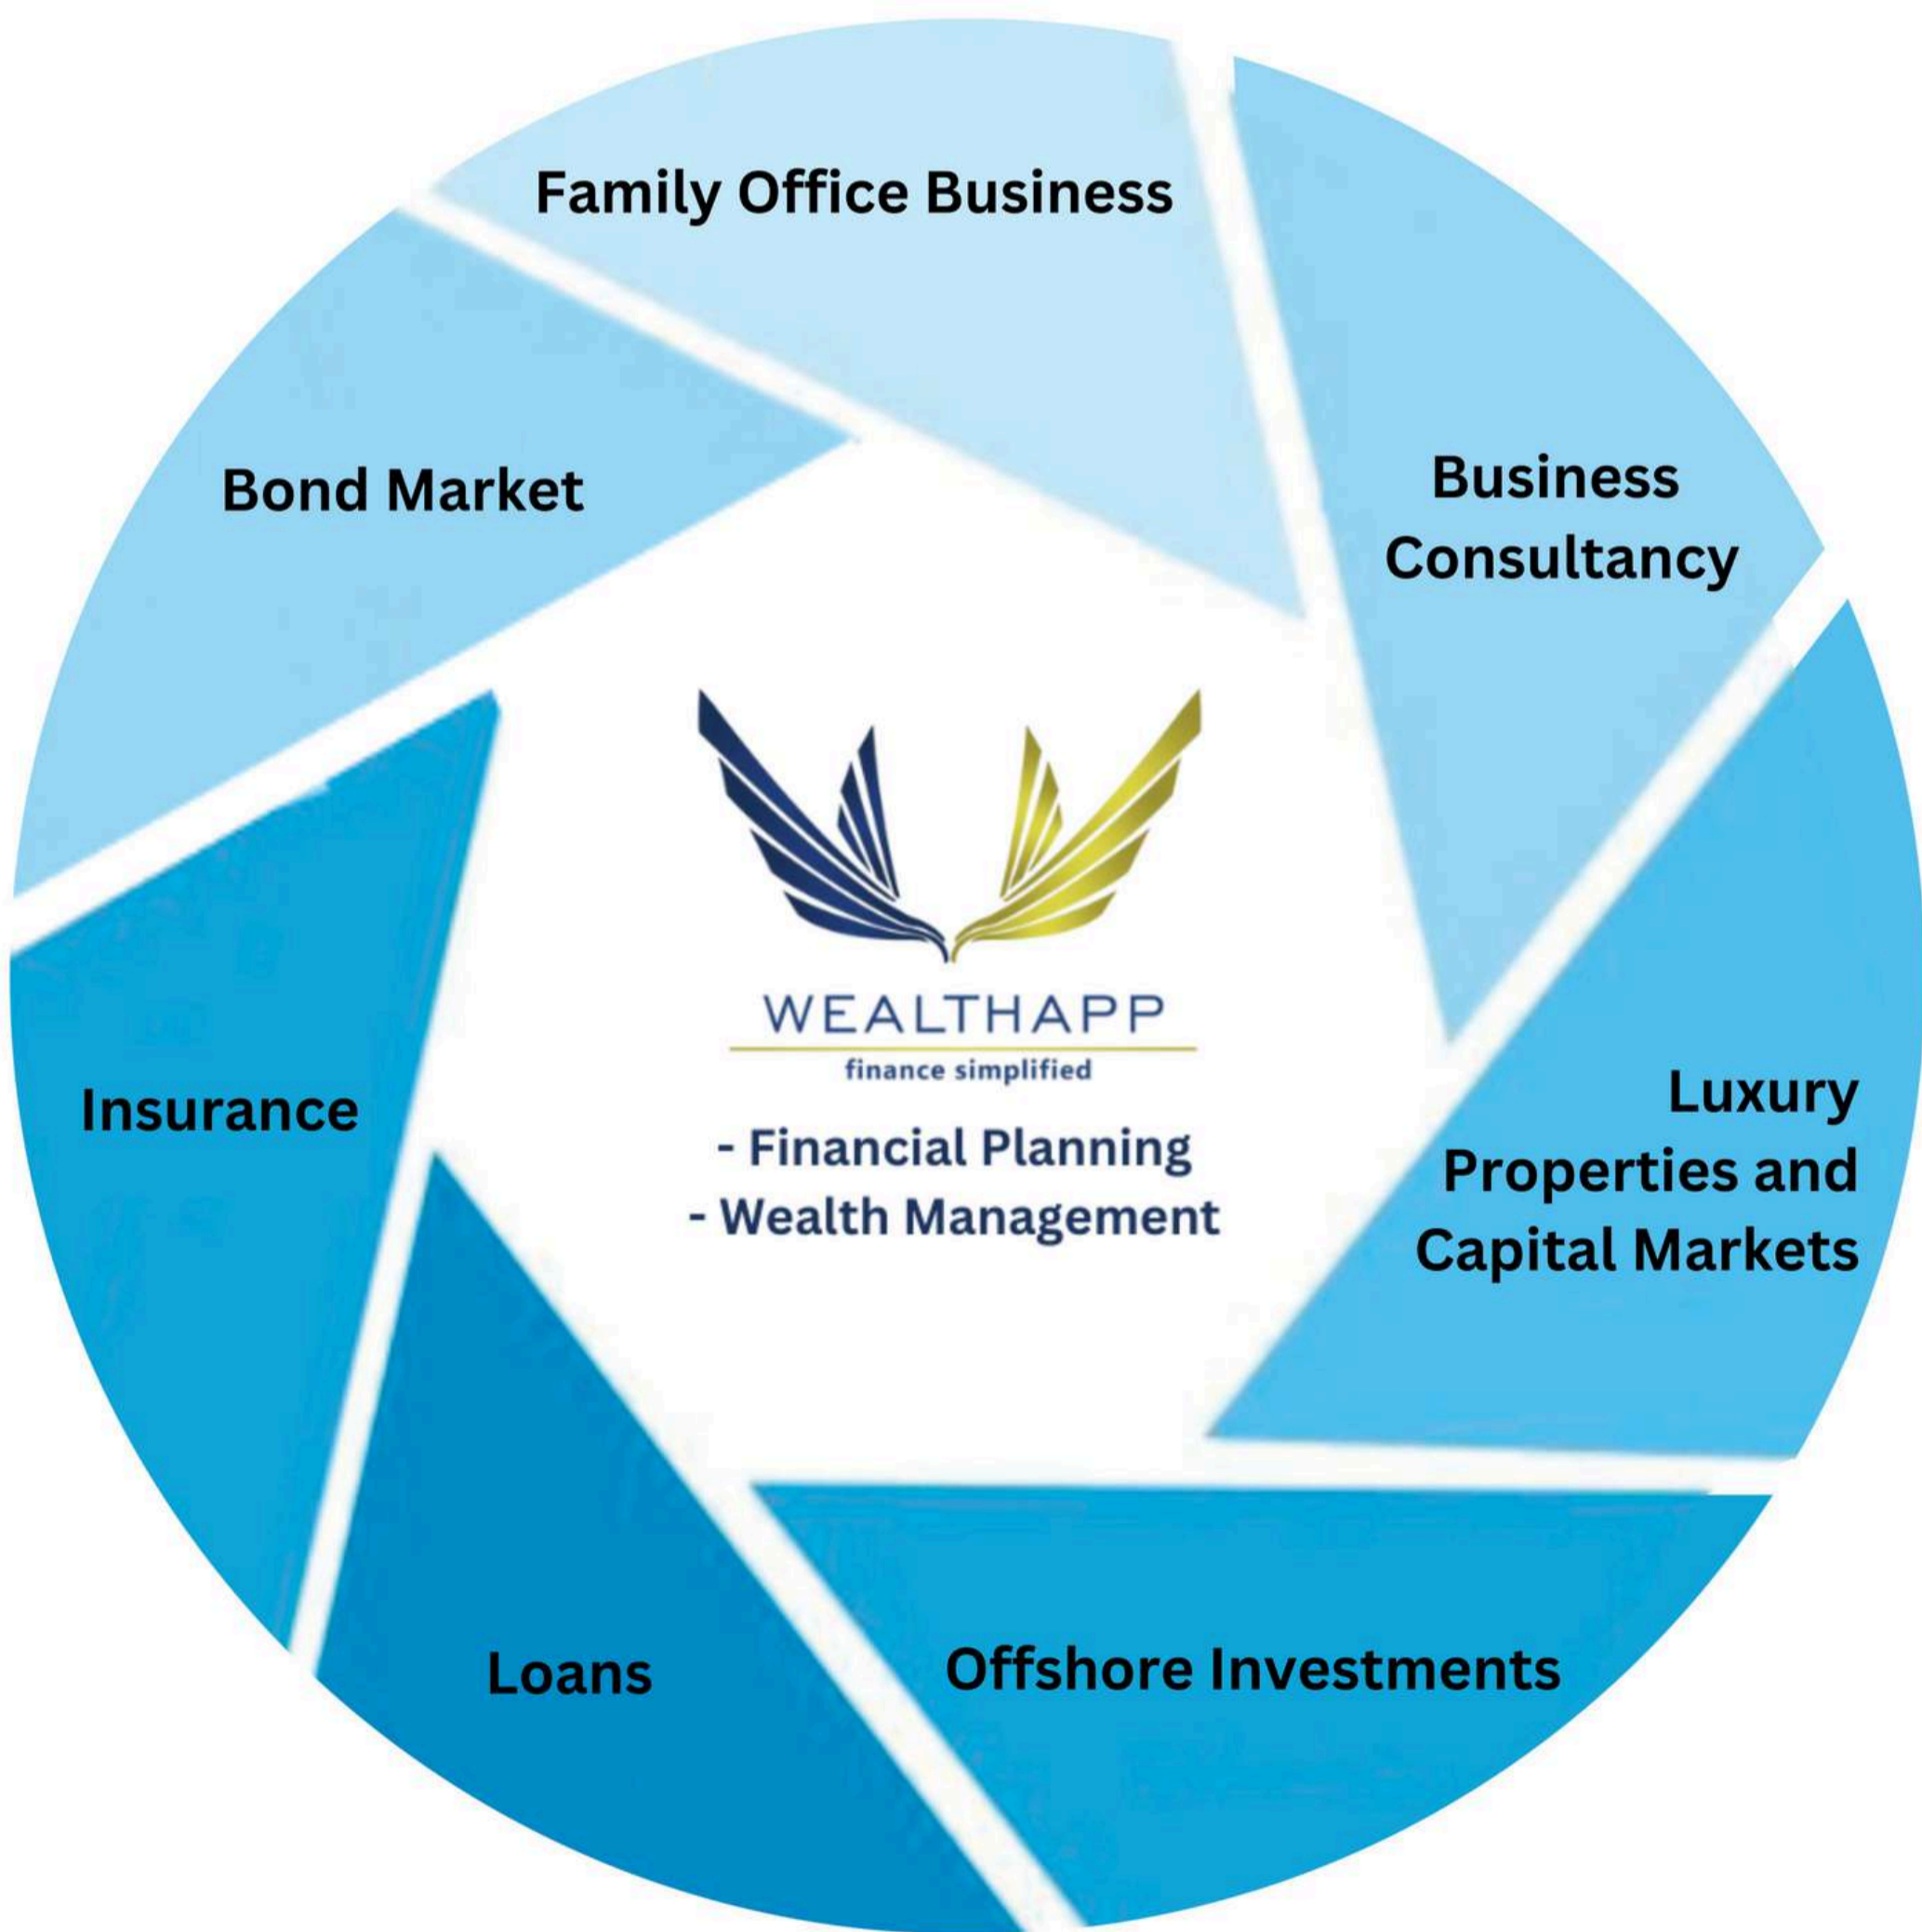 Family Office Business
Bond Market
Business
Consultancy
WEALTHAPP
finance simplified
- Financial Planning
- Wealth Management
Insurance
Luxury
Properties and
Capital Markets
Loans
Offshore Investments